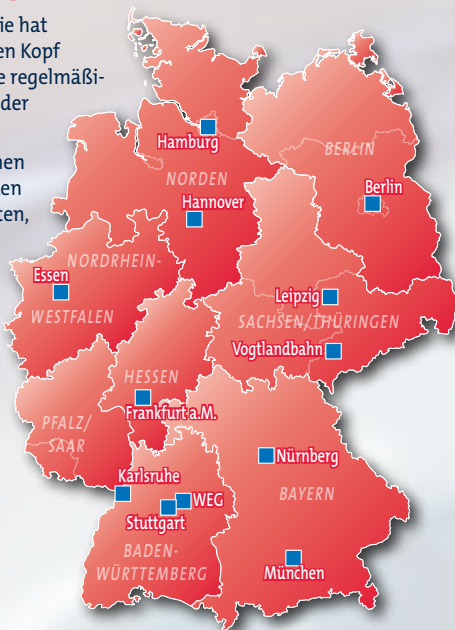 ie hat
en Kopf
e regelmäßi-
der
nen
en
ten,
Hamburg
BERLIN
NORDEN
Berlin
Hannover
NORDRHEIN-
WESTFALEN
Essen
Leipzig
SACHSEN/THÜRINGEN
Vogtlandbahn
HESSEN
Frankfurt a.M.
PFALZ/
SAAR
Nürnberg
Karlsruhe
WEG
BAYERN
Stuttgart
BADEN-
WÜRTTEMBERG
München